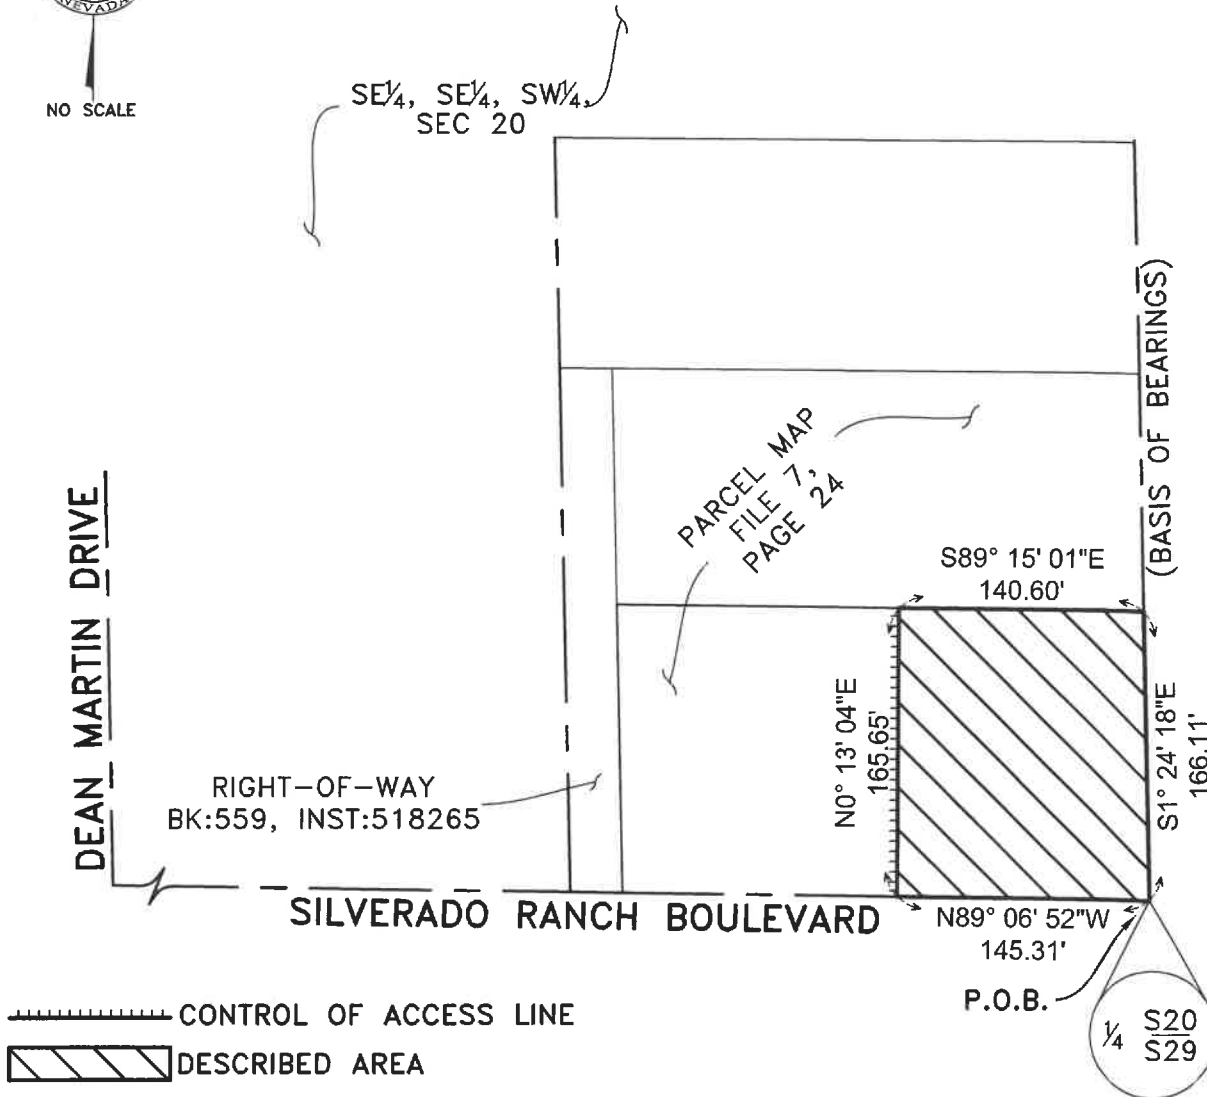 NEVADA
NO SCALE
SE¼, SE¼, SW¼,
SEC 20
(BASIS OF BEARINGS)
PARCEL MAP
FILE 7,
PAGE 24
S89° 15' 01"E
140.60'
DEAN MARTIN DRIVE
N0° 13' 04"E
165.65'
S1° 24' 18"E
166.11'
RIGHT-OF-WAY
BK:559, INST:518265
SILVERADO RANCH BOULEVARD
N89° 06' 52"W
145.31'
P.O.B.
¼ S20
S29
CONTROL OF ACCESS LINE
DESCRIBED AREA